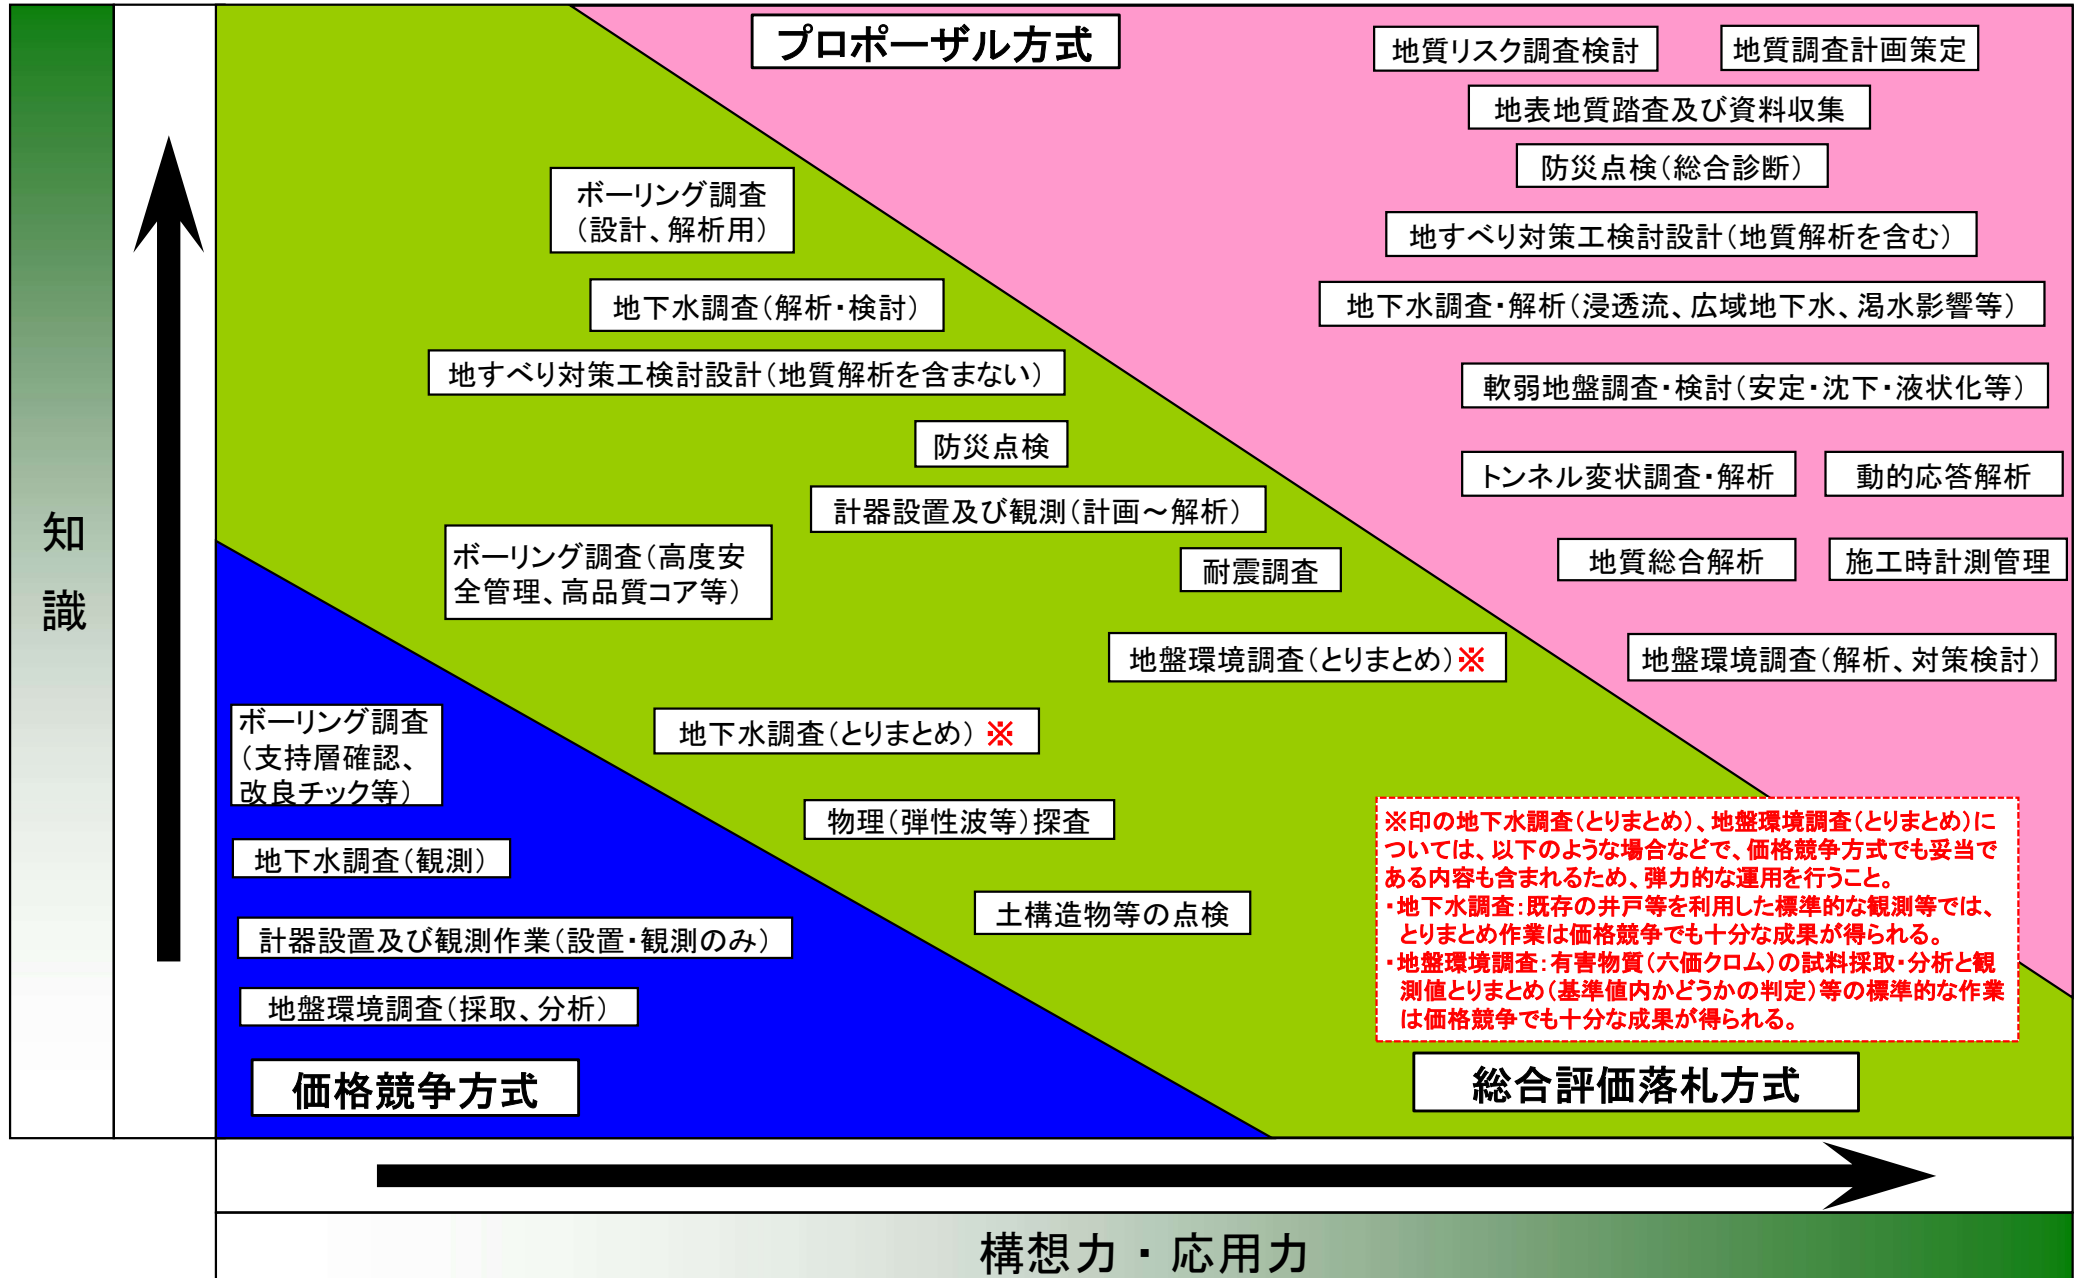 プロポーザル方式
地質リスク調査検討
地質調査計画策定
地表地質踏査及び資料収集
防災点検(総合診断)
ボーリング調査
(設計、解析用)
地すべり対策工検討設計(地質解析を含む)
地下水調査(解析・検討)
地下水調査・解析(浸透流、広域地下水、渇水影響等)
地すべり対策工検討設計(地質解析を含まない)
軟弱地盤調査・検討(安定・沈下・液状化等)
防災点検
トンネル変状調査・解析
動的応答解析
計器設置及び観測(計画～解析)
知
識
ボーリング調査(高度安
全管理、高品質コア等)
耐震調査
地質総合解析
施工時計測管理
地盤環境調査(とりまとめ)※
地盤環境調査(解析、対策検討)
ボーリング調査
(支持層確認、
改良チック等)
地下水調査(とりまとめ)※
物理(弾性波等)探査
地下水調査(観測)
土構造物等の点検
計器設置及び観測作業(設置・観測のみ)
地盤環境調査(採取、分析)
※印の地下水調査(とりまとめ)、地盤環境調査(とりまとめ)に
ついては、以下のような場合などで、価格競争方式でも妥当で
ある内容も含まれるため、弾力的な運用を行うこと。
・地下水調査:既存の井戸等を利用した標準的な観測等では、
とりまとめ作業は価格競争でも十分な成果が得られる。
・地盤環境調査:有害物質(六価クロム)の試料採取・分析と観
測値とりまとめ(基準値内かどうかの判定)等の標準的な作業
は価格競争でも十分な成果が得られる。
価格競争方式
総合評価落札方式
構想力・応用力